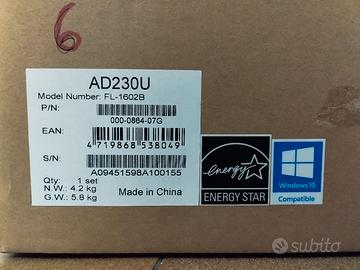 6
AD230U
Model Number: FL-1602B
P/N:
000-0864-07G
EAN:
4 719868 538049
S/N:
A09451598A100155
Qty: 1 set
N.W.: 4.2 kg
G.W.: 5.8 kg
Made in China
energy
ENERGY STAR
Windows 10
Compatible
subito